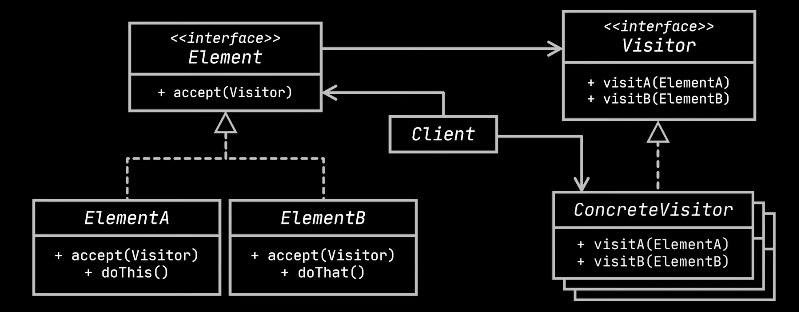 <<interface>>
Element
+ accept(Visitor)
<<interface>>
Visitor
+ visitA(ElementA)
+ visitB(ElementB)
Client
ElementA
+ accept(Visitor)
+ doThis()
ElementB
+ accept(Visitor)
+ doThat()
ConcreteVisitor
+ visitA(ElementA)
+ visitB(ElementB)